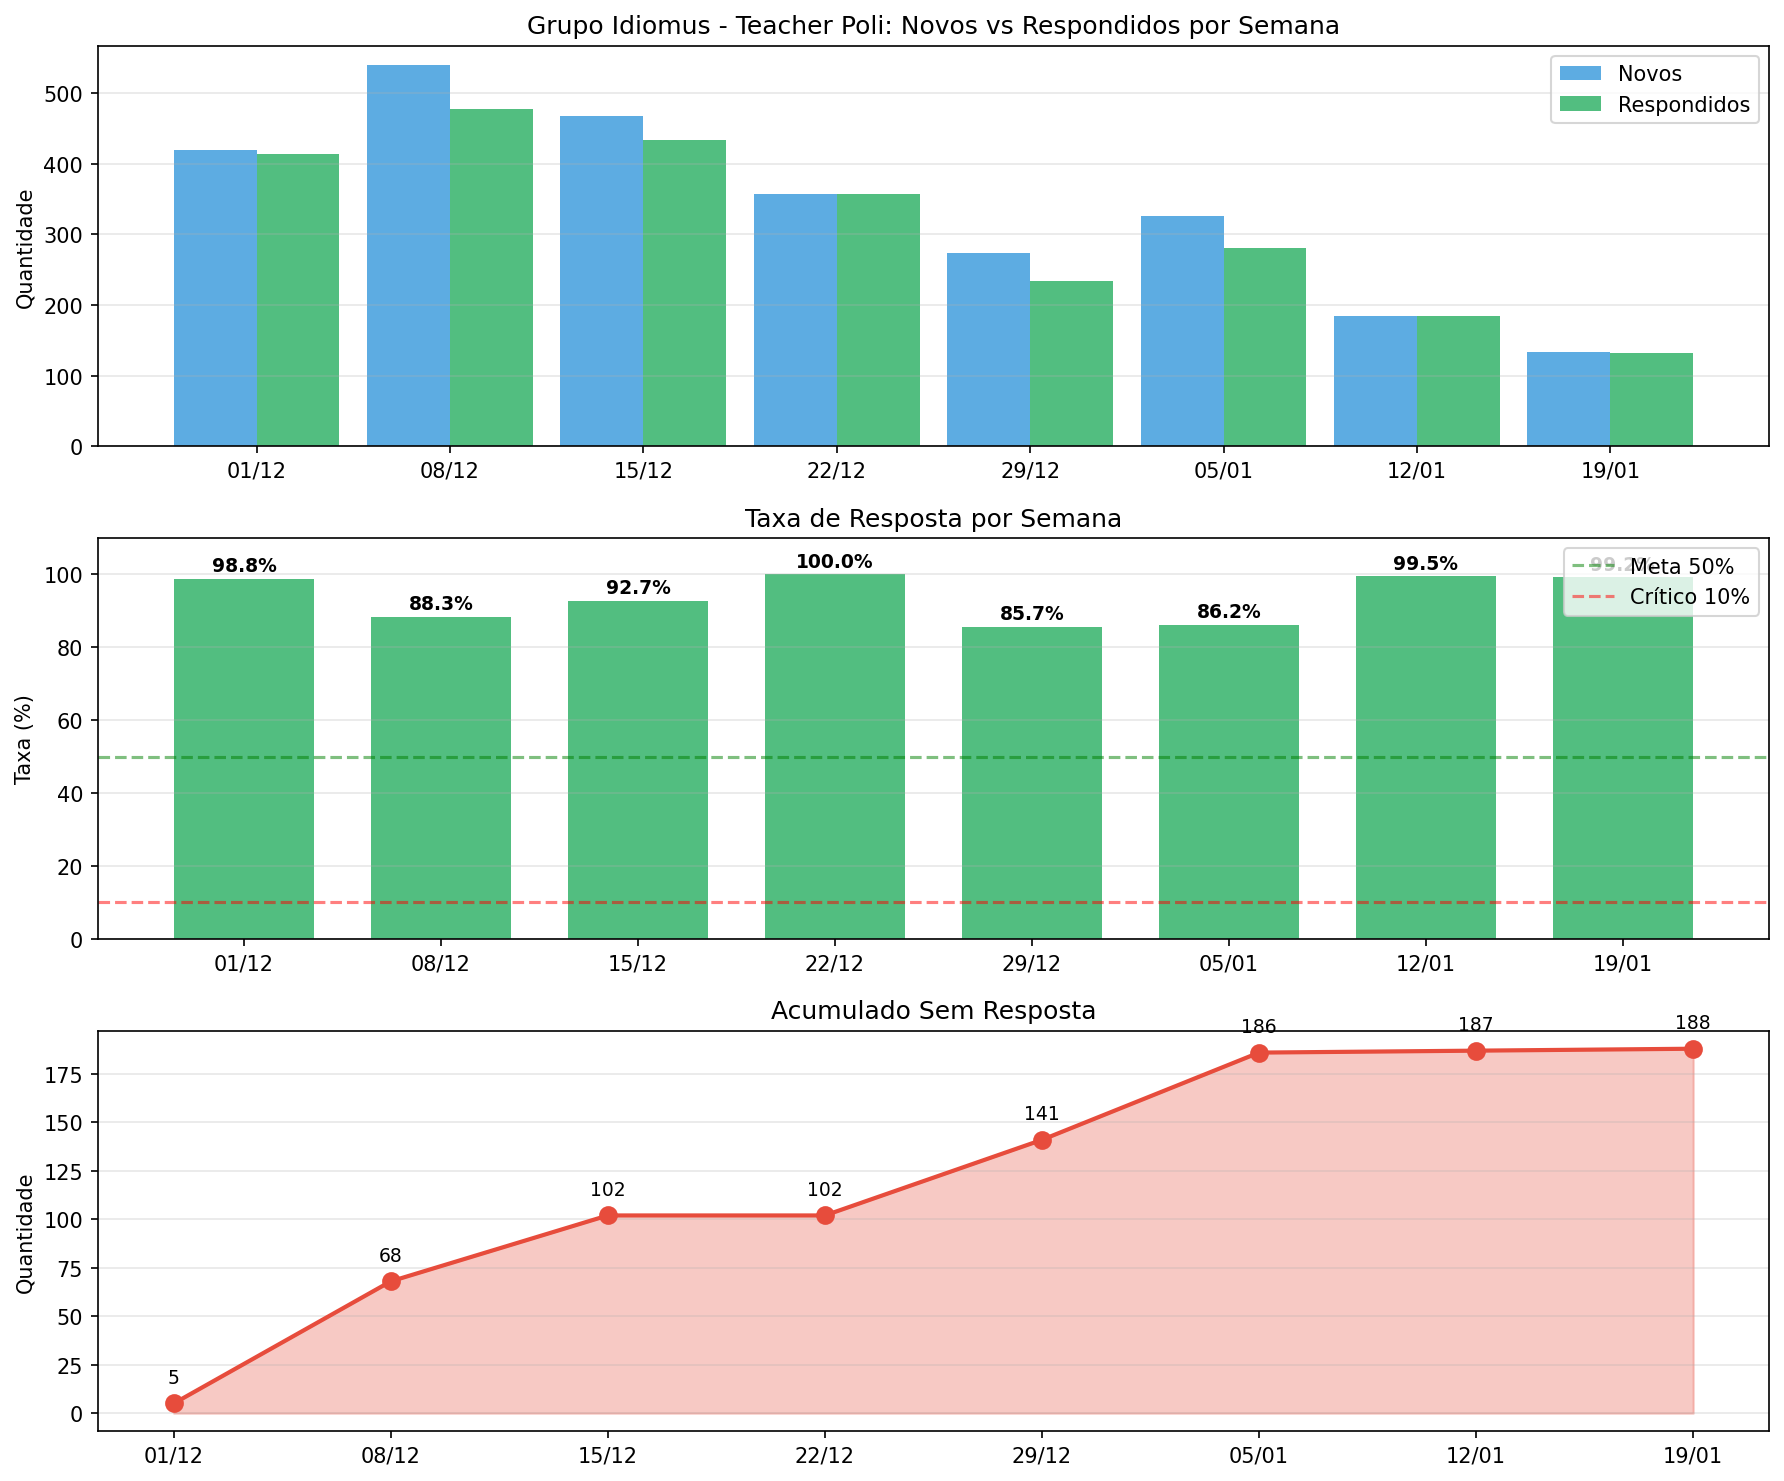 Grupo Idiomus - Teacher Poli: Novos vs Respondidos por Semana
Novos
Respondidos
Quantidade
500
400
300
200
100
0
01/12 08/12 15/12 22/12 29/12 05/01 12/01 19/01
Taxa de Resposta por Semana
98.8% 88.3% 92.7% 100.0% 85.7% 86.2% 99.5% 99.2%
Meta 50%
Crítico 10%
Taxa (%)
100
80
60
40
20
0
01/12 08/12 15/12 22/12 29/12 05/01 12/01 19/01
Acumulado Sem Resposta
5 68 102 102 141 186 187 188
Quantidade
175
150
125
100
75
50
25
0
01/12 08/12 15/12 22/12 29/12 05/01 12/01 19/01